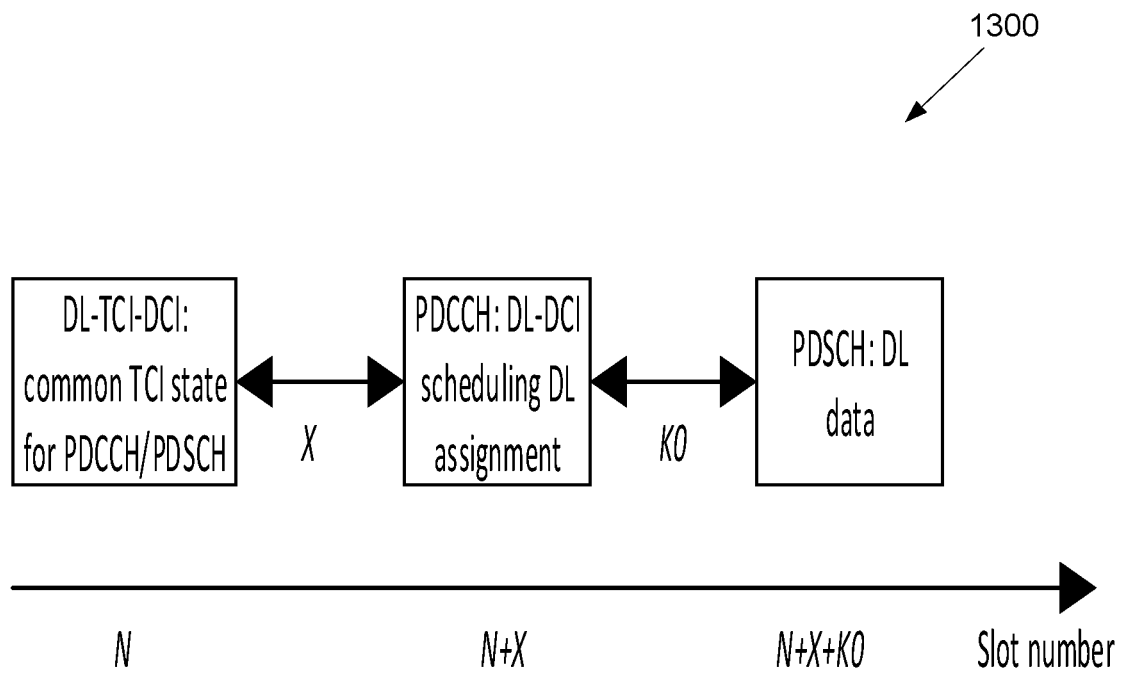 1300
DL-TCI-DCI:
common TCI state
for PDCCH/PDSCH
X
PDCCH: DL-DCI
scheduling DL
assignment
K0
PDSCH: DL
data
N
N+X
N+X+K0
Slot number